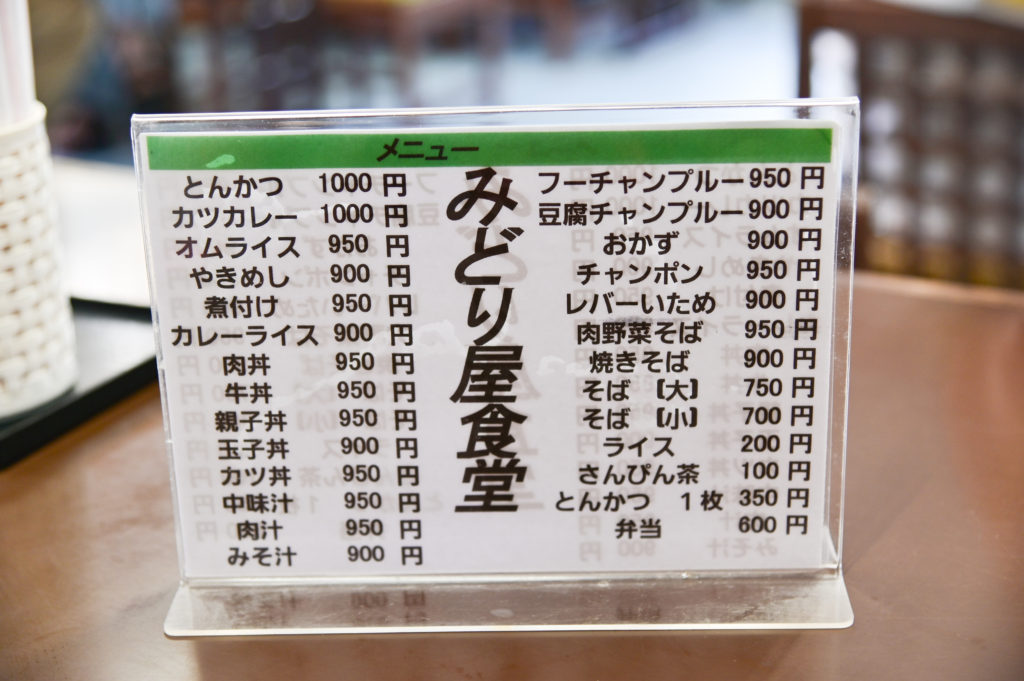 メニュー
とんかつ 1000 円
カツカレー 1000 円
オムライス 950 円
やきめし 900 円
煮付け 950 円
カレーライス 900 円
肉丼 950 円
牛丼 950 円
親子丼 950 円
玉子丼 900 円
カツ丼 950 円
中味汁 950 円
肉汁 950 円
みそ汁 900 円
みどり屋食堂
フーチャンプルー 950 円
豆腐チャンプルー 900 円
おかず 900 円
チャンポン 950 円
レバーいため 900 円
肉野菜そば 950 円
焼きそば 900 円
そば 〔大〕 750 円
そば 〔小〕 700 円
ライス 200 円
さんぴん茶 100 円
とんかつ １枚 350 円
弁当 600 円